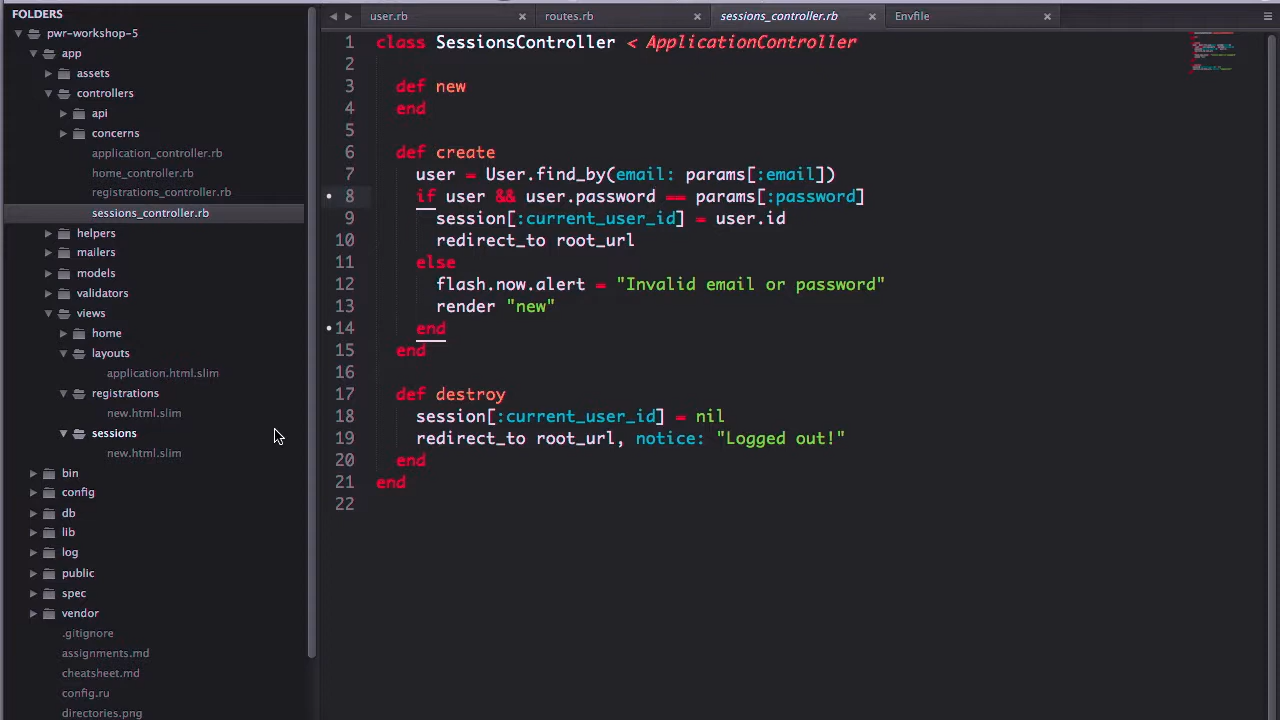 FOLDERS
pwr-workshop-5
app
assets
controllers
api
concerns
application_controller.rb
home_controller.rb
registrations_controller.rb
sessions_controller.rb
helpers
mailers
models
validators
views
home
layouts
application.html.slim
registrations
new.html.slim
sessions
new.html.slim
bin
config
db
lib
log
public
spec
vendor
.gitignore
assignments.md
cheatsheet.md
config.ru
directories.png
user.rb
routes.rb
sessions_controller.rb
Envfile
1 class SessionsController < ApplicationController
2
3 def new
4 end
5
6 def create
7 user = User.find_by(email: params[:email])
8 if user && user.password == params[:password]
9 session[:current_user_id] = user.id
10 redirect_to root_url
11 else
12 flash.now.alert = "Invalid email or password"
13 render "new"
14 end
15 end
16
17 def destroy
18 session[:current_user_id] = nil
19 redirect_to root_url, notice: "Logged out!"
20 end
21 end
22